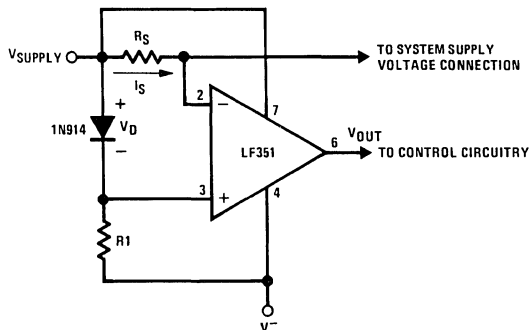 RS
VSUPPLY
IS
TO SYSTEM SUPPLY
VOLTAGE CONNECTION
2
−
7
+
1N914
VD
−
LF351
6
VOUT
TO CONTROL CIRCUITRY
3
+
4
R1
V−